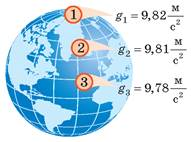 1 g₁ = 9,82 м/с²
2 g₂ = 9,81 м/с²
3 g₃ = 9,78 м/с²